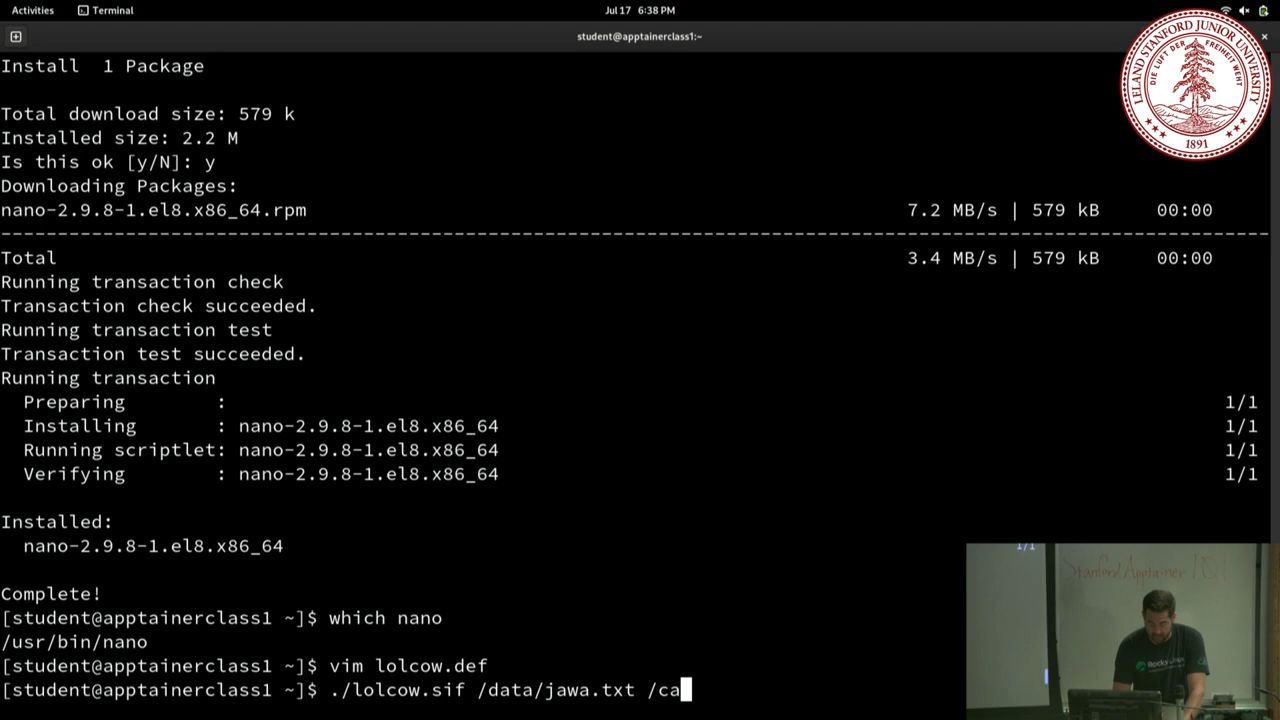 Activities Terminal Jul 17 6:38 PM
student@apptainerclass1:~
Install 1 Package
Total download size: 579 k
Installed size: 2.2 M
Is this ok [y/N]: y
Downloading Packages:
nano-2.9.8-1.el8.x86_64.rpm 7.2 MB/s | 579 kB 00:00
--------------------------------------------------------------------------------
Total 3.4 MB/s | 579 kB 00:00
Running transaction check
Transaction check succeeded.
Running transaction test
Transaction test succeeded.
Running transaction
Preparing : 1/1
Installing : nano-2.9.8-1.el8.x86_64 1/1
Running scriptlet: nano-2.9.8-1.el8.x86_64 1/1
Verifying : nano-2.9.8-1.el8.x86_64 1/1
Installed:
nano-2.9.8-1.el8.x86_64
Complete!
[student@apptainerclass1 ~]$ which nano
/usr/bin/nano
[student@apptainerclass1 ~]$ vim lolcow.def
[student@apptainerclass1 ~]$ ./lolcow.sif /data/jawa.txt /ca
LELAND STANFORD JUNIOR UNIVERSITY
DIE LUFT DER FREIHEIT WEHT
1891
1/1
Stanford Apptainer